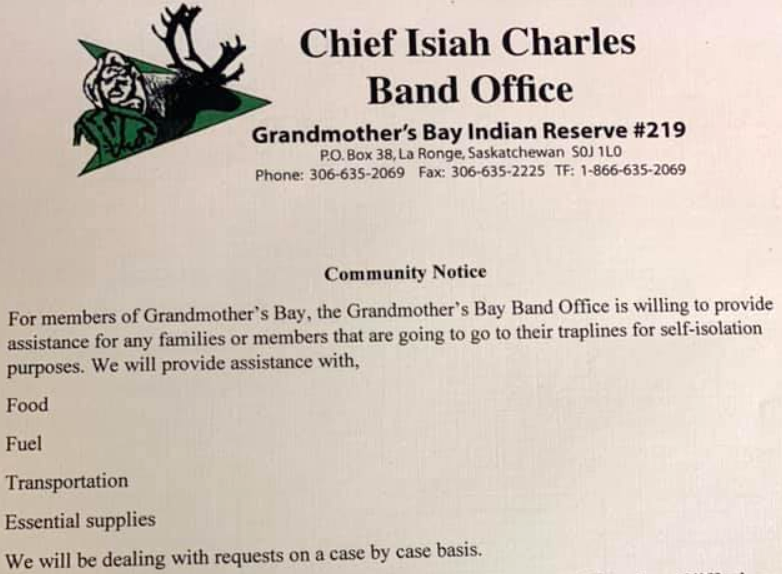 Chief Isiah Charles
Band Office
Grandmother's Bay Indian Reserve #219
P.O. Box 38, La Ronge, Saskatchewan S0J 1L0
Phone: 306-635-2069 Fax: 306-635-2225 TF: 1-866-635-2069
Community Notice
For members of Grandmother's Bay, the Grandmother's Bay Band Office is willing to provide
assistance for any families or members that are going to go to their traplines for self-isolation
purposes. We will provide assistance with,
Food
Fuel
Transportation
Essential supplies
We will be dealing with requests on a case by case basis.